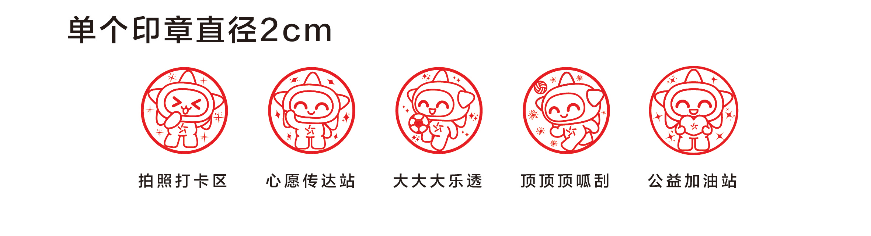 单个印章直径2cm
拍照打卡区
心愿传达站
大大大乐透
顶顶顶呱刮
公益加油站